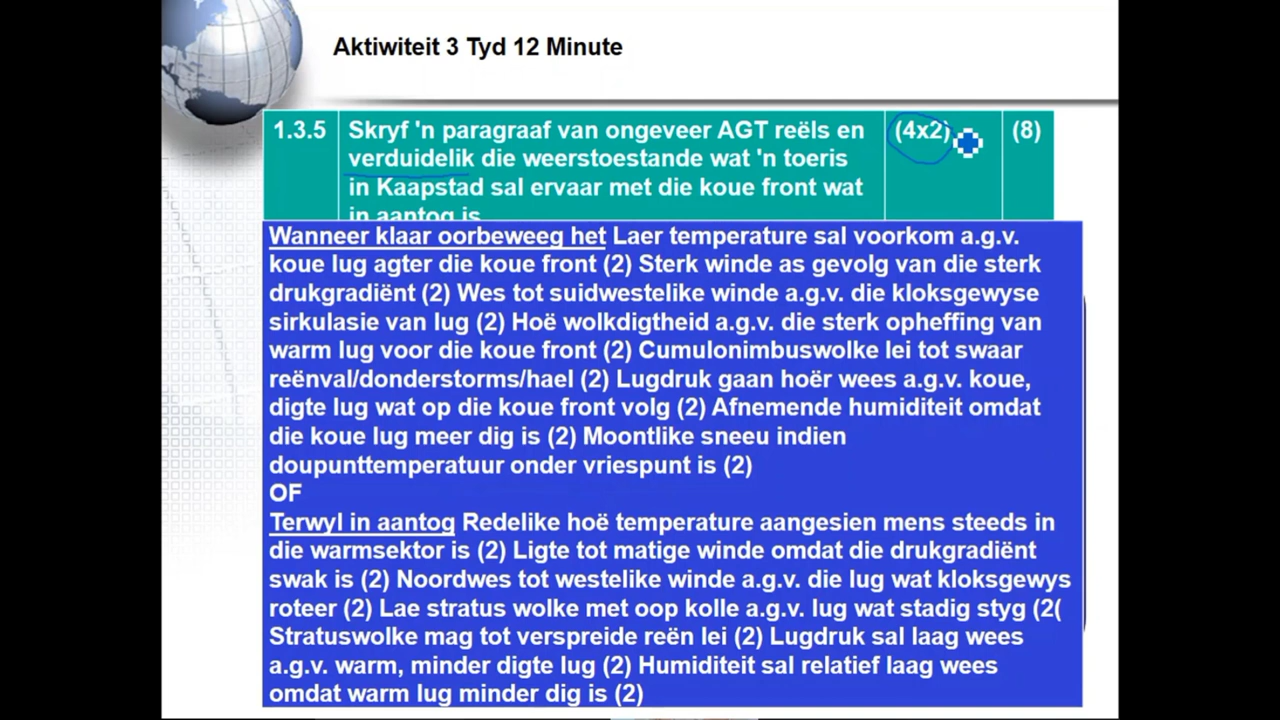 Aktiwiteit 3 Tyd 12 Minute
1.3.5 Skryf 'n paragraaf van ongeveer AGT reëls en (4x2) (8)
verduidelik die weerstoestande wat 'n toeris
in Kaapstad sal ervaar met die koue front wat
in aantog is
Wanneer klaar oorbeweeg het Laer temperature sal voorkom a.g.v.
koue lug agter die koue front (2) Sterk winde as gevolg van die sterk
drukgradiënt (2) Wes tot suidwestelike winde a.g.v. die kloksgewyse
sirkulasie van lug (2) Hoë wolkdigtheid a.g.v. die sterk opheffing van
warm lug voor die koue front (2) Cumulonimbuswolke lei tot swaar
reënval/donderstorms/hael (2) Lugdruk gaan hoër wees a.g.v. koue,
digte lug wat op die koue front volg (2) Afnemende humiditeit omdat
die koue lug meer dig is (2) Moontlike sneeu indien
doupunttemperatuur onder vriespunt is (2)
OF
Terwyl in aantog Redelike hoë temperature aangesien mens steeds in
die warmsektor is (2) Ligte tot matige winde omdat die drukgradiënt
swak is (2) Noordwes tot westelike winde a.g.v. die lug wat kloksgewys
roteer (2) Lae stratus wolke met oop kolle a.g.v. lug wat stadig styg (2(
Stratuswolke mag tot verspreide reën lei (2) Lugdruk sal laag wees
a.g.v. warm, minder digte lug (2) Humiditeit sal relatief laag wees
omdat warm lug minder dig is (2)